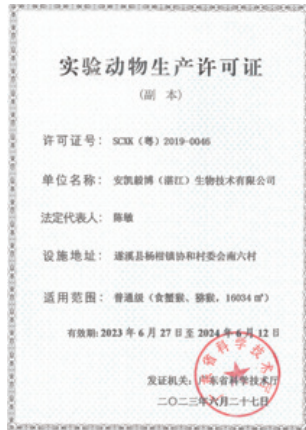 实验动物生产许可证
(副 本)
许可证号: SCXK(粤)2019-0046
单位名称: 安凯毅博(湛江)生物技术有限公司
法定代表人: 陈敏
设施地址: 遂溪县杨柑镇协和村委会南六村
适用范围: 普通级(食蟹猴、猕猴, 16034 ㎡)
有效期: 2023 年 6 月 27 日至 2024 年 6 月 12 日
发证机关: 广东省科学技术厅
二〇二三年六月二十七日